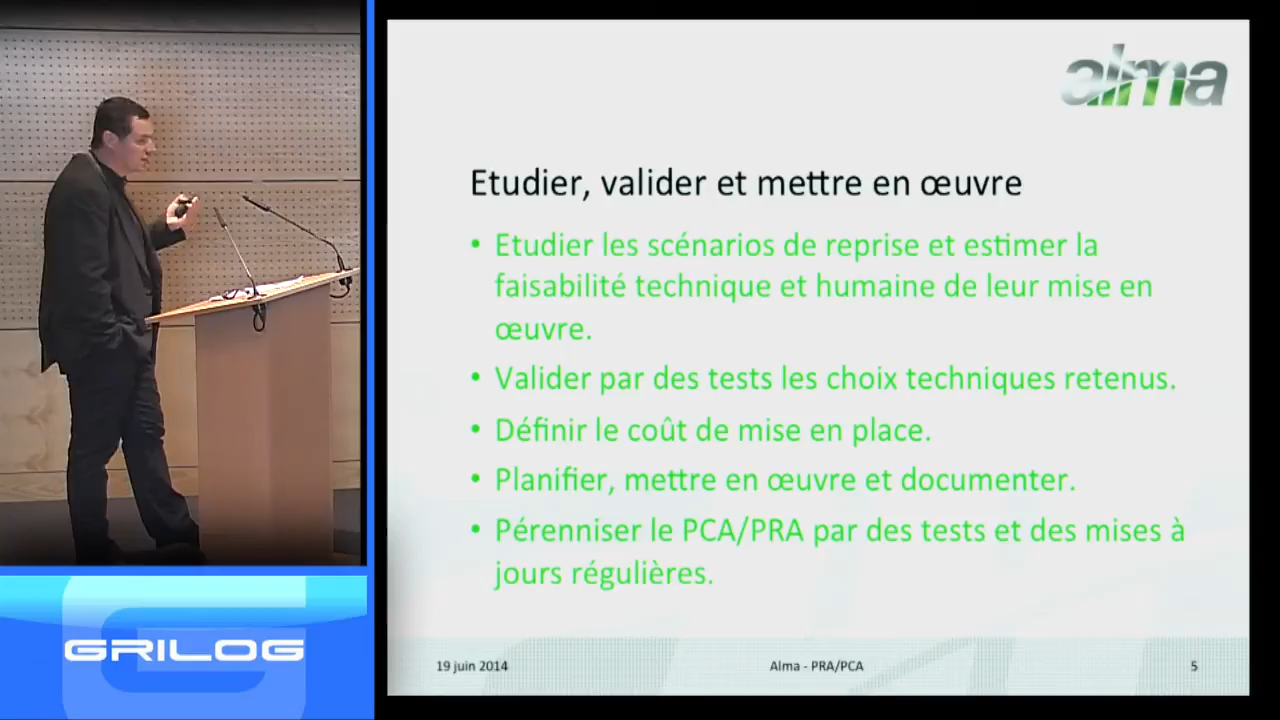 alma
Etudier, valider et mettre en œuvre
• Etudier les scénarios de reprise et estimer la
faisabilité technique et humaine de leur mise en
œuvre.
• Valider par des tests les choix techniques retenus.
• Définir le coût de mise en place.
• Planifier, mettre en œuvre et documenter.
• Pérenniser le PCA/PRA par des tests et des mises à
jours régulières.
19 juin 2014
Alma - PRA/PCA
5
GRILOG